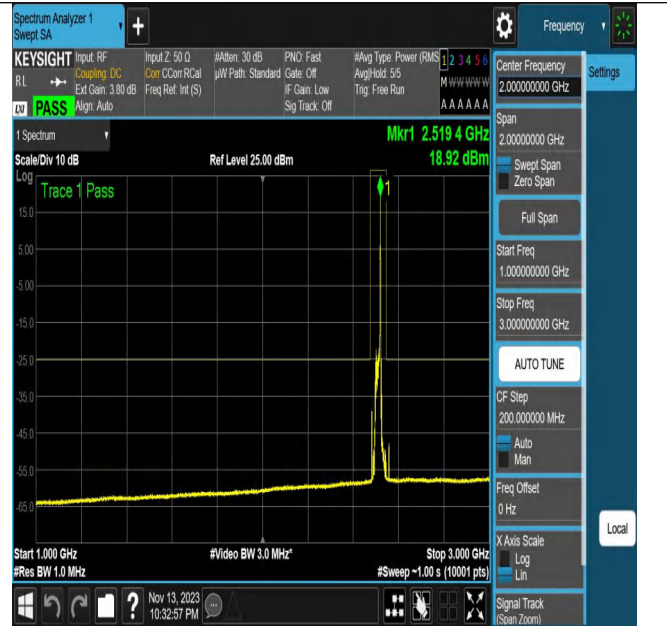 Spectrum Analyzer 1
Swept SA
Frequency
KEYSIGHT
RL
LXI
PASS
Input: RF
Coupling: DC
Ext Gain: 3.80 dB
Align: Auto
Input Z: 50 Ω
Corr CCorr RCal
Freq Ref: Int (S)
#Atten: 30 dB
µW Path: Standard
PNO: Fast
Gate: Off
IF Gain: Low
Sig Track: Off
#Avg Type: Power (RMS
Avg|Hold: 5/5
Trig: Free Run
1 2 3 4 5 6
M W W W W W
A A A A A A
1 Spectrum
Scale/Div 10 dB
Ref Level 25.00 dBm
Mkr1 2.519 4 GHz
18.92 dBm
Log
Trace 1 Pass
1
15.0
5.00
-5.00
-15.0
-25.0
-35.0
-45.0
-55.0
-65.0
Start 1.000 GHz
#Res BW 1.0 MHz
#Video BW 3.0 MHz*
Stop 3.000 GHz
#Sweep ~1.00 s (10001 pts)
Nov 13, 2023
10:32:57 PM
Center Frequency
2.000000000 GHz
Settings
Span
2.00000000 GHz
Swept Span
Zero Span
Full Span
Start Freq
1.000000000 GHz
Stop Freq
3.000000000 GHz
AUTO TUNE
CF Step
200.000000 MHz
Auto
Man
Freq Offset
0 Hz
X Axis Scale
Log
Lin
Local
Signal Track
(Span Zoom)